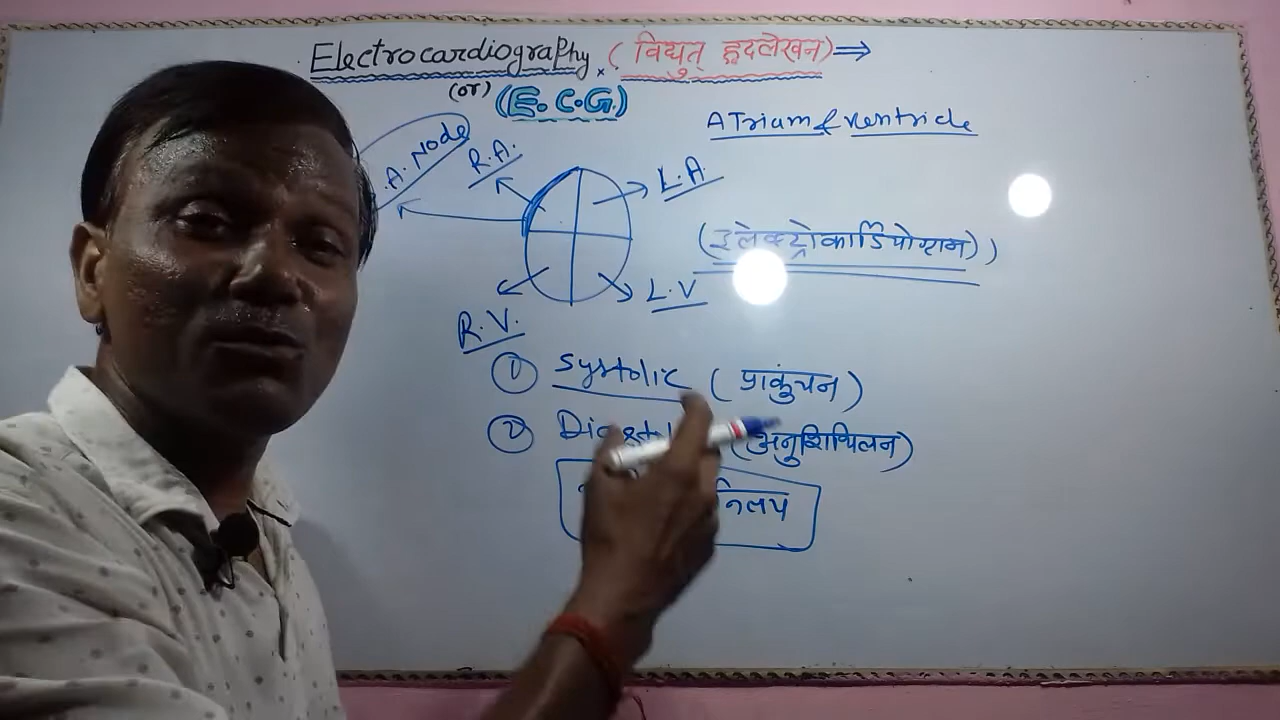 Electrocardiography (विद्युत् हृदलेखन) ⇒
(or) (E.C.G.)
ATrium & ventricle
.A. Node
R.A.
L.A.
(इलेक्ट्रोकार्डियोग्राम))
L.V
R.V.
① Systolic (प्राकुंचन)
② (अनुशिथिलन)